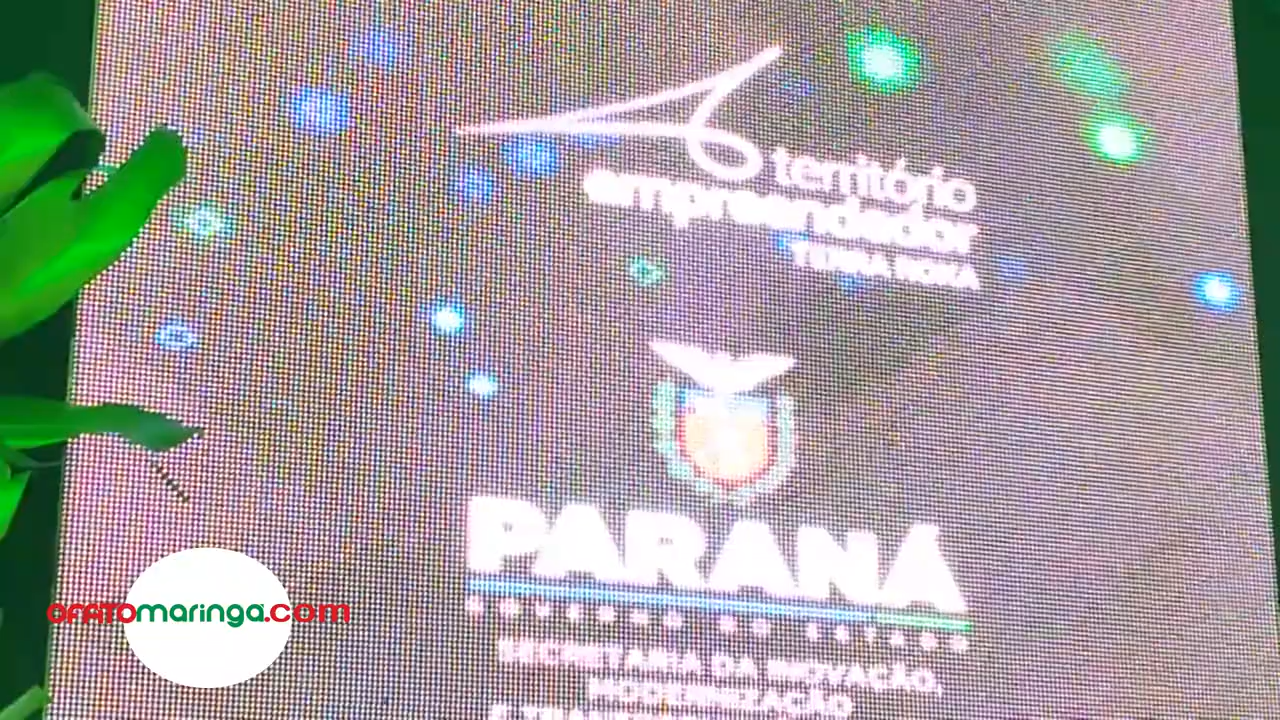 território
empreendedor
TERRA ROXA
PARANÁ
GOVERNO DO ESTADO
SECRETARIA DA INOVAÇÃO,
MODERNIZAÇÃO
OFATOmaringa.com